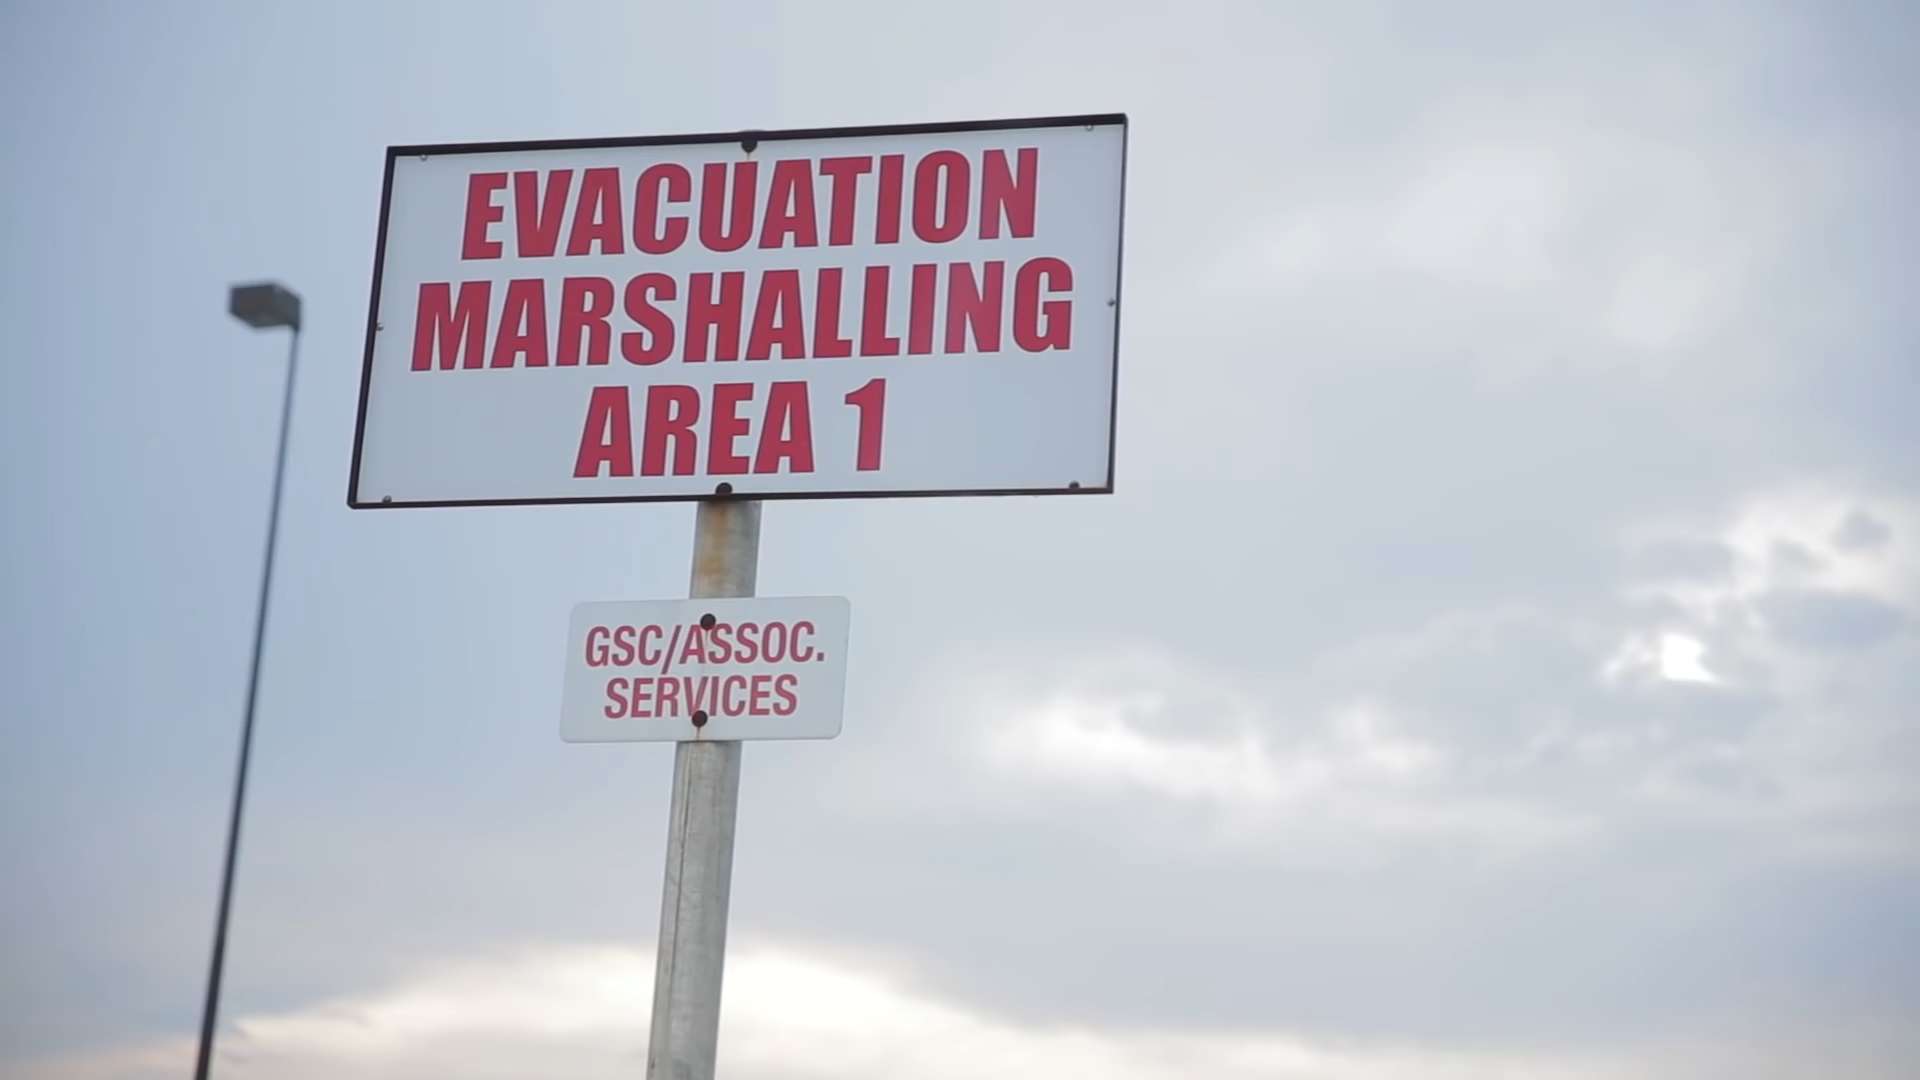 EVACUATION
MARSHALLING
AREA 1
GSC/ASSOC.
SERVICES